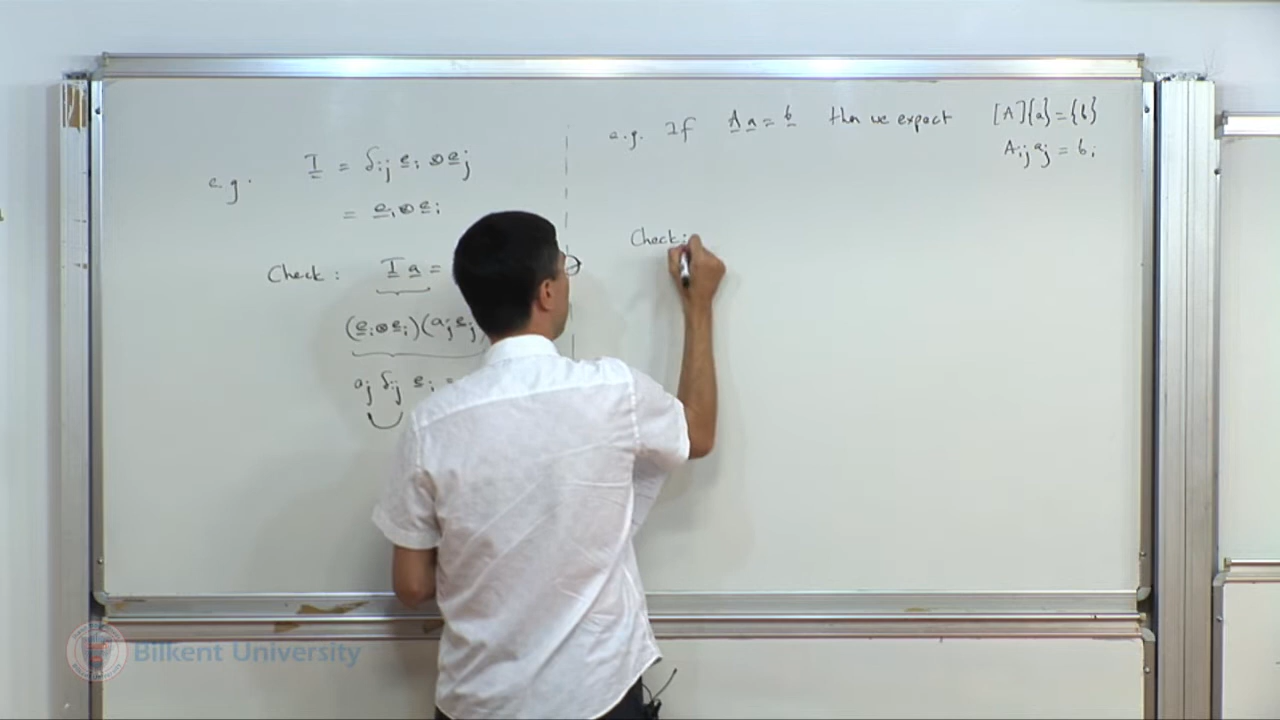 e.g. I = δij ei ⊗ ej
= ei ⊗ ei
Check : I a =
(ei ⊗ ei)(aj ej
aj δij ei =
e.g. If A a = b then we expect [A]{a} = {b}
Aij aj = bi
Check:
Bilkent University